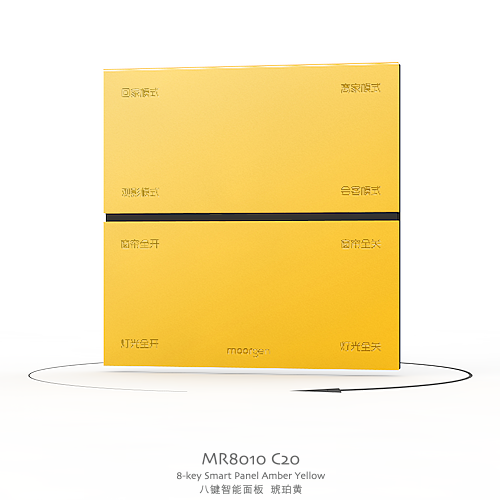 回家模式 离家模式
观影模式 会客模式
窗帘全开 窗帘全关
灯光全开 moorgen 灯光全关
MR8010 C20
8-key Smart Panel Amber Yellow
八键智能面板 琥珀黄